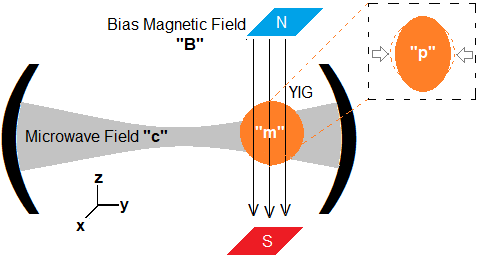 Bias Magnetic Field
"B"
N
"p"
YIG
Microwave Field "c"
"m"
z
y
x
S